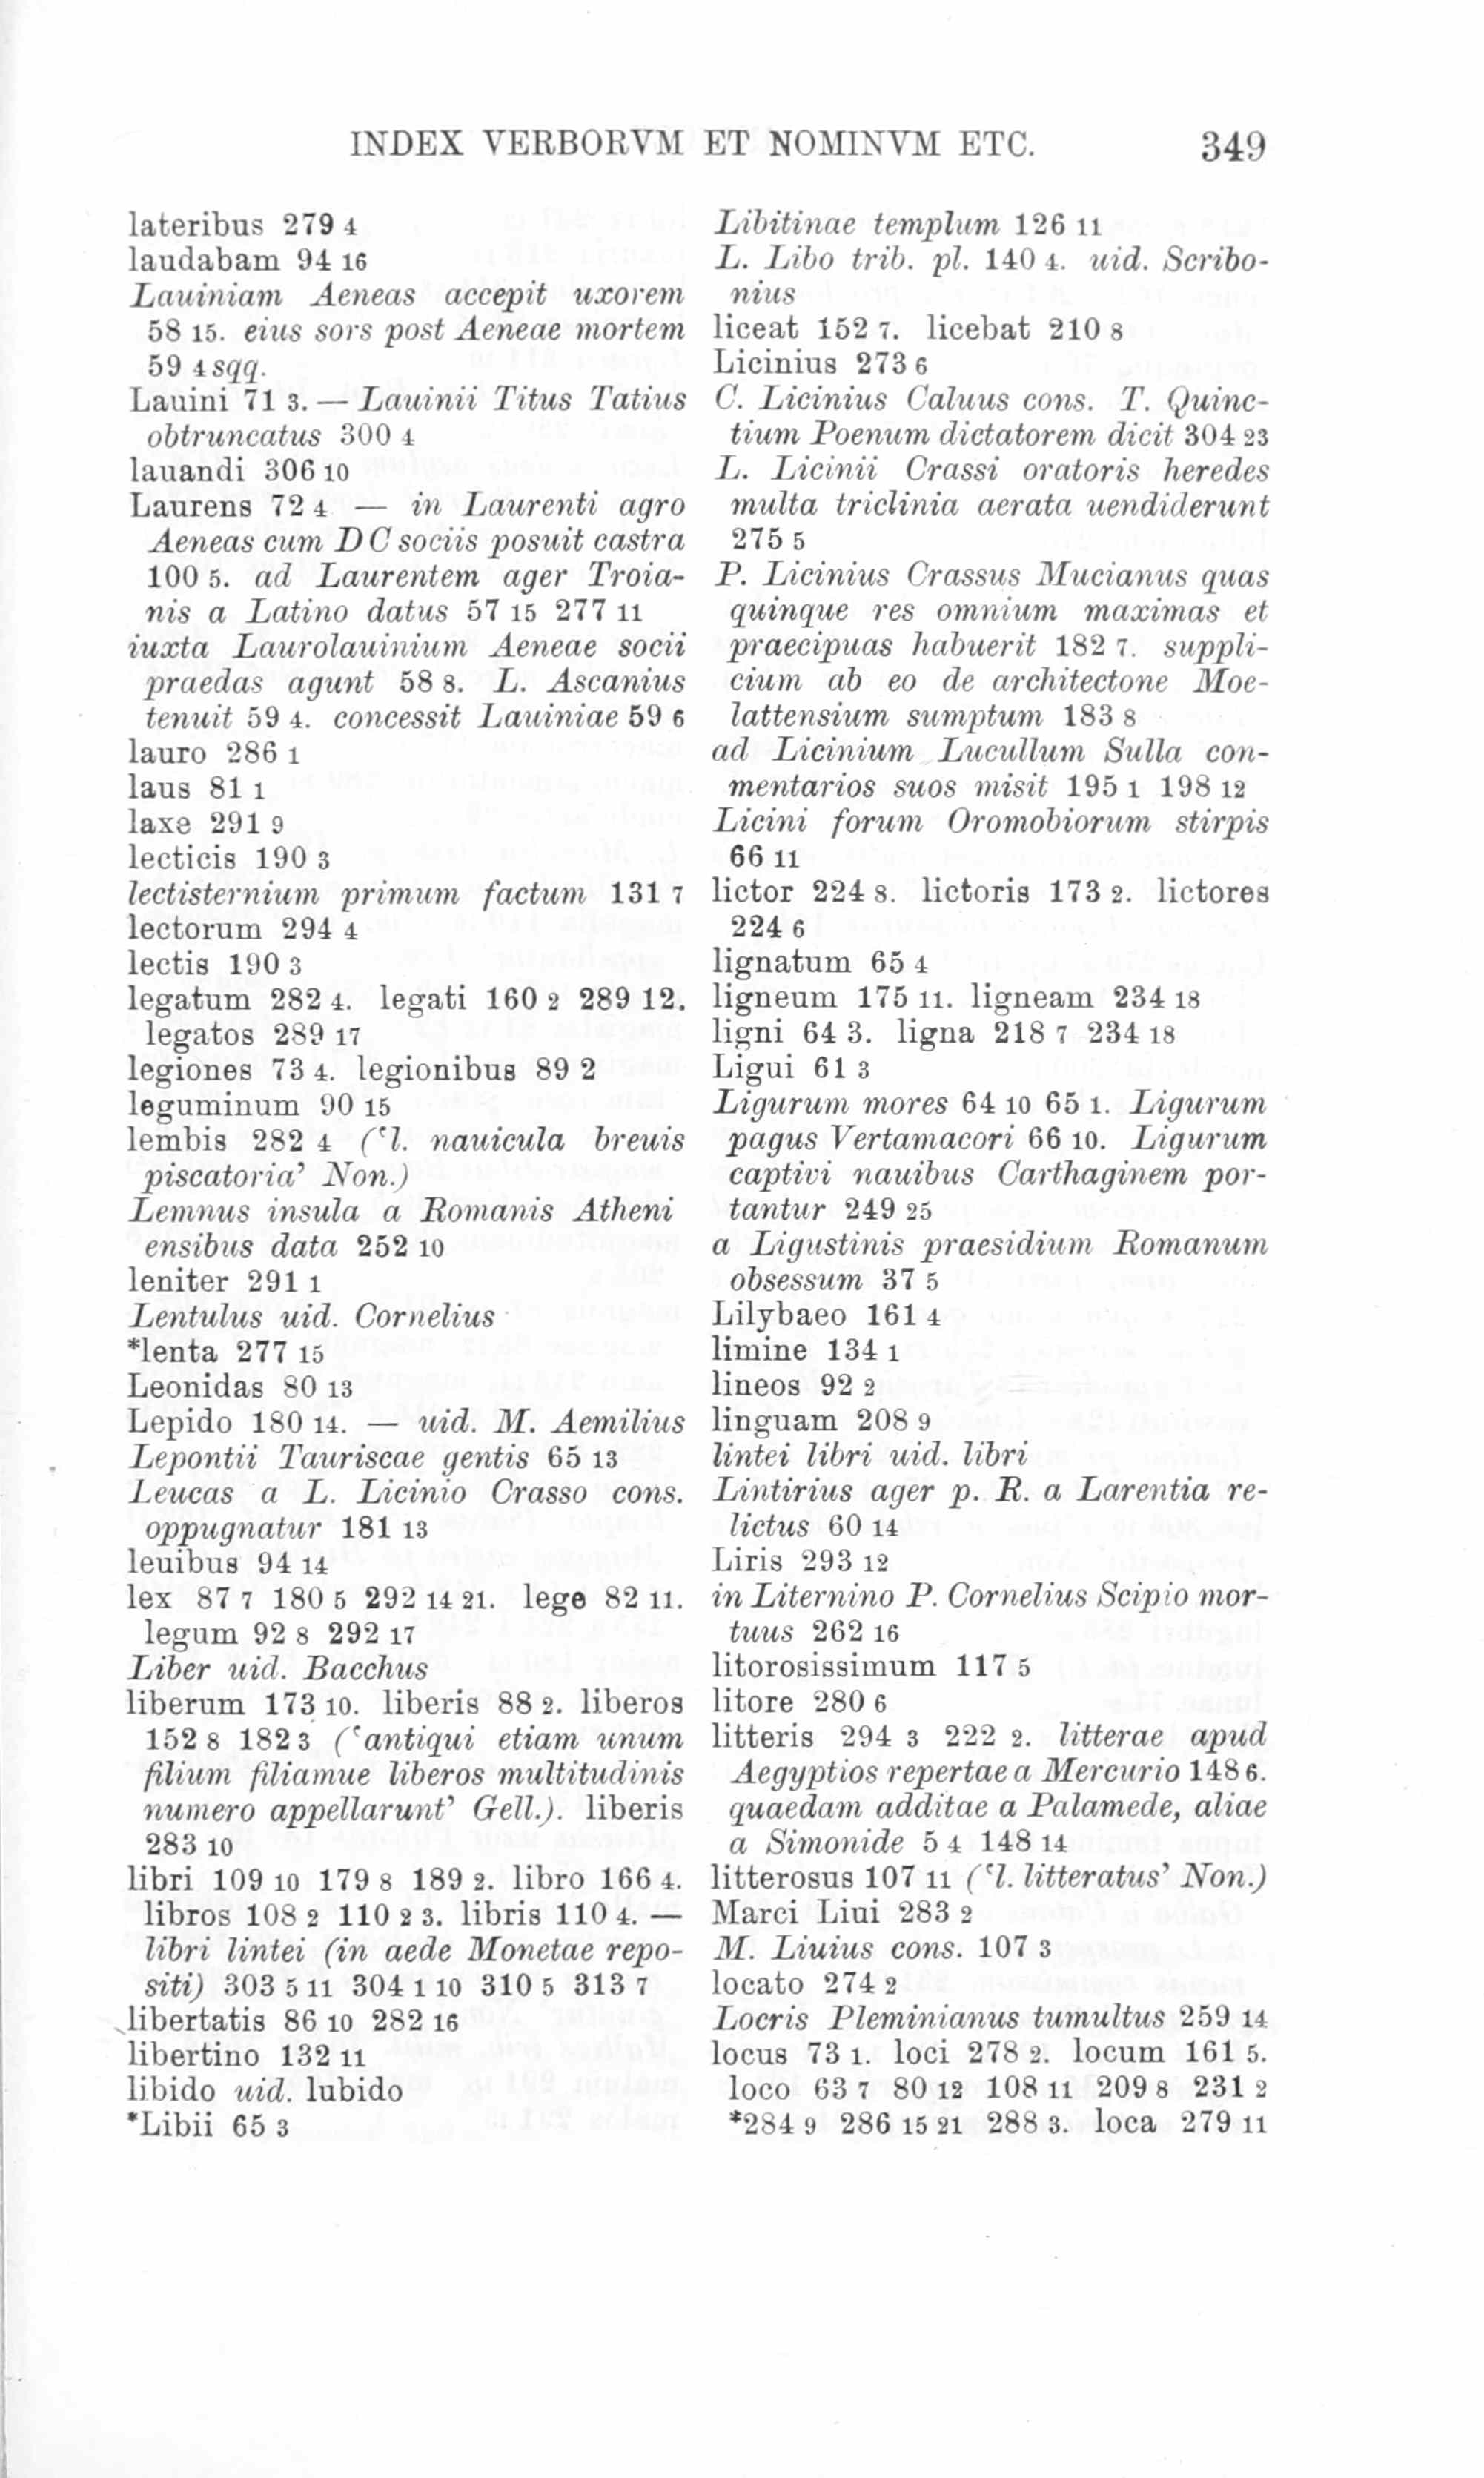 INDEX VERBORVM ET NOMINVM ETC. 349
lateribus 279 4
laudabam 94 16
Lauiniam Aeneas accepit uxorem
58 15. eius sors post Aeneae mortem
59 4 sqq.
Lauini 71 3. — Lauinii Titus Tatius
obtruncatus 300 4
lauandi 306 10
Laurens 72 4 — in Laurenti agro
Aeneas cum DC sociis posuit castra
100 5. ad Laurentem ager Troia-
nis a Latino datus 57 15 277 11
iuxta Laurolauinium Aeneae socii
praedas agunt 58 8. L. Ascanius
tenuit 59 4. concessit Lauiniae 59 6
lauro 286 1
laus 81 1
laxe 291 9
lecticis 190 3
lectisternium primum factum 131 7
lectorum 294 4
lectis 190 3
legatum 282 4. legati 160 2 289 12.
legatos 289 17
legiones 73 4. legionibus 89 2
leguminum 90 15
lembis 282 4 (‛l. nauicula breuis
piscatoria’ Non.)
Lemnus insula a Romanis Atheni
ensibus data 252 10
leniter 291 1
Lentulus uid. Cornelius
*lenta 277 15
Leonidas 80 13
Lepido 180 14. — uid. M. Aemilius
Lepontii Tauriscae gentis 65 13
Leucas a L. Licinio Crasso cons.
oppugnatur 181 13
leuibus 94 14
lex 87 7 180 5 292 14 21. lege 82 11.
legum 92 8 292 17
Liber uid. Bacchus
liberum 173 10. liberis 88 2. liberos
152 8 182 3 (‛antiqui etiam unum
filium filiamue liberos multitudinis
numero appellarunt’ Gell.). liberis
283 10
libri 109 10 179 8 189 2. libro 166 4.
libros 108 2 110 2 3. libris 110 4. —
libri lintei (in aede Monetae repo-
siti) 303 5 11 304 1 10 310 5 313 7
libertatis 86 10 282 16
libertino 132 11
libido uid. lubido
*Libii 65 3
Libitinae templum 126 11
L. Libo trib. pl. 140 4. uid. Scribo-
nius
liceat 152 7. licebat 210 8
Licinius 273 6
C. Licinius Caluus cons. T. Quinc-
tium Poenum dictatorem dicit 304 23
L. Licinii Crassi oratoris heredes
multa triclinia aerata uendiderunt
275 5
P. Licinius Crassus Mucianus quas
quinque res omnium maximas et
praecipuas habuerit 182 7. suppli-
cium ab eo de architectone Moe-
lattensium sumptum 183 8
ad Licinium Lucullum Sulla con-
mentarios suos misit 195 1 198 12
Licini forum Oromobiorum stirpis
66 11
lictor 224 8. lictoris 173 2. lictores
224 6
lignatum 65 4
ligneum 175 11. ligneam 234 18
ligni 64 3. ligna 218 7 234 18
Ligui 61 3
Ligurum mores 64 10 65 1. Ligurum
pagus Vertamacori 66 10. Ligurum
captivi nauibus Carthaginem por-
tantur 249 25
a Ligustinis praesidium Romanum
obsessum 37 5
Lilybaeo 161 4
limine 134 1
lineos 92 2
linguam 208 9
lintei libri uid. libri
Lintirius ager p. R. a Larentia re-
lictus 60 14
Liris 293 12
in Liternino P. Cornelius Scipio mor-
tuus 262 16
litorosissimum 117 5
litore 280 6
litteris 294 3 222 2. litterae apud
Aegyptios repertae a Mercurio 148 6.
quaedam additae a Palamede, aliae
a Simonide 5 4 148 14
litterosus 107 11 (‛l. litteratus’ Non.)
Marci Liui 283 2
M. Liuius cons. 107 3
locato 274 2
Locris Pleminianus tumultus 259 14
locus 73 1. loci 278 2. locum 161 5.
loco 63 7 80 12 108 11 209 8 231 2
*284 9 286 15 21 288 3. loca 279 11